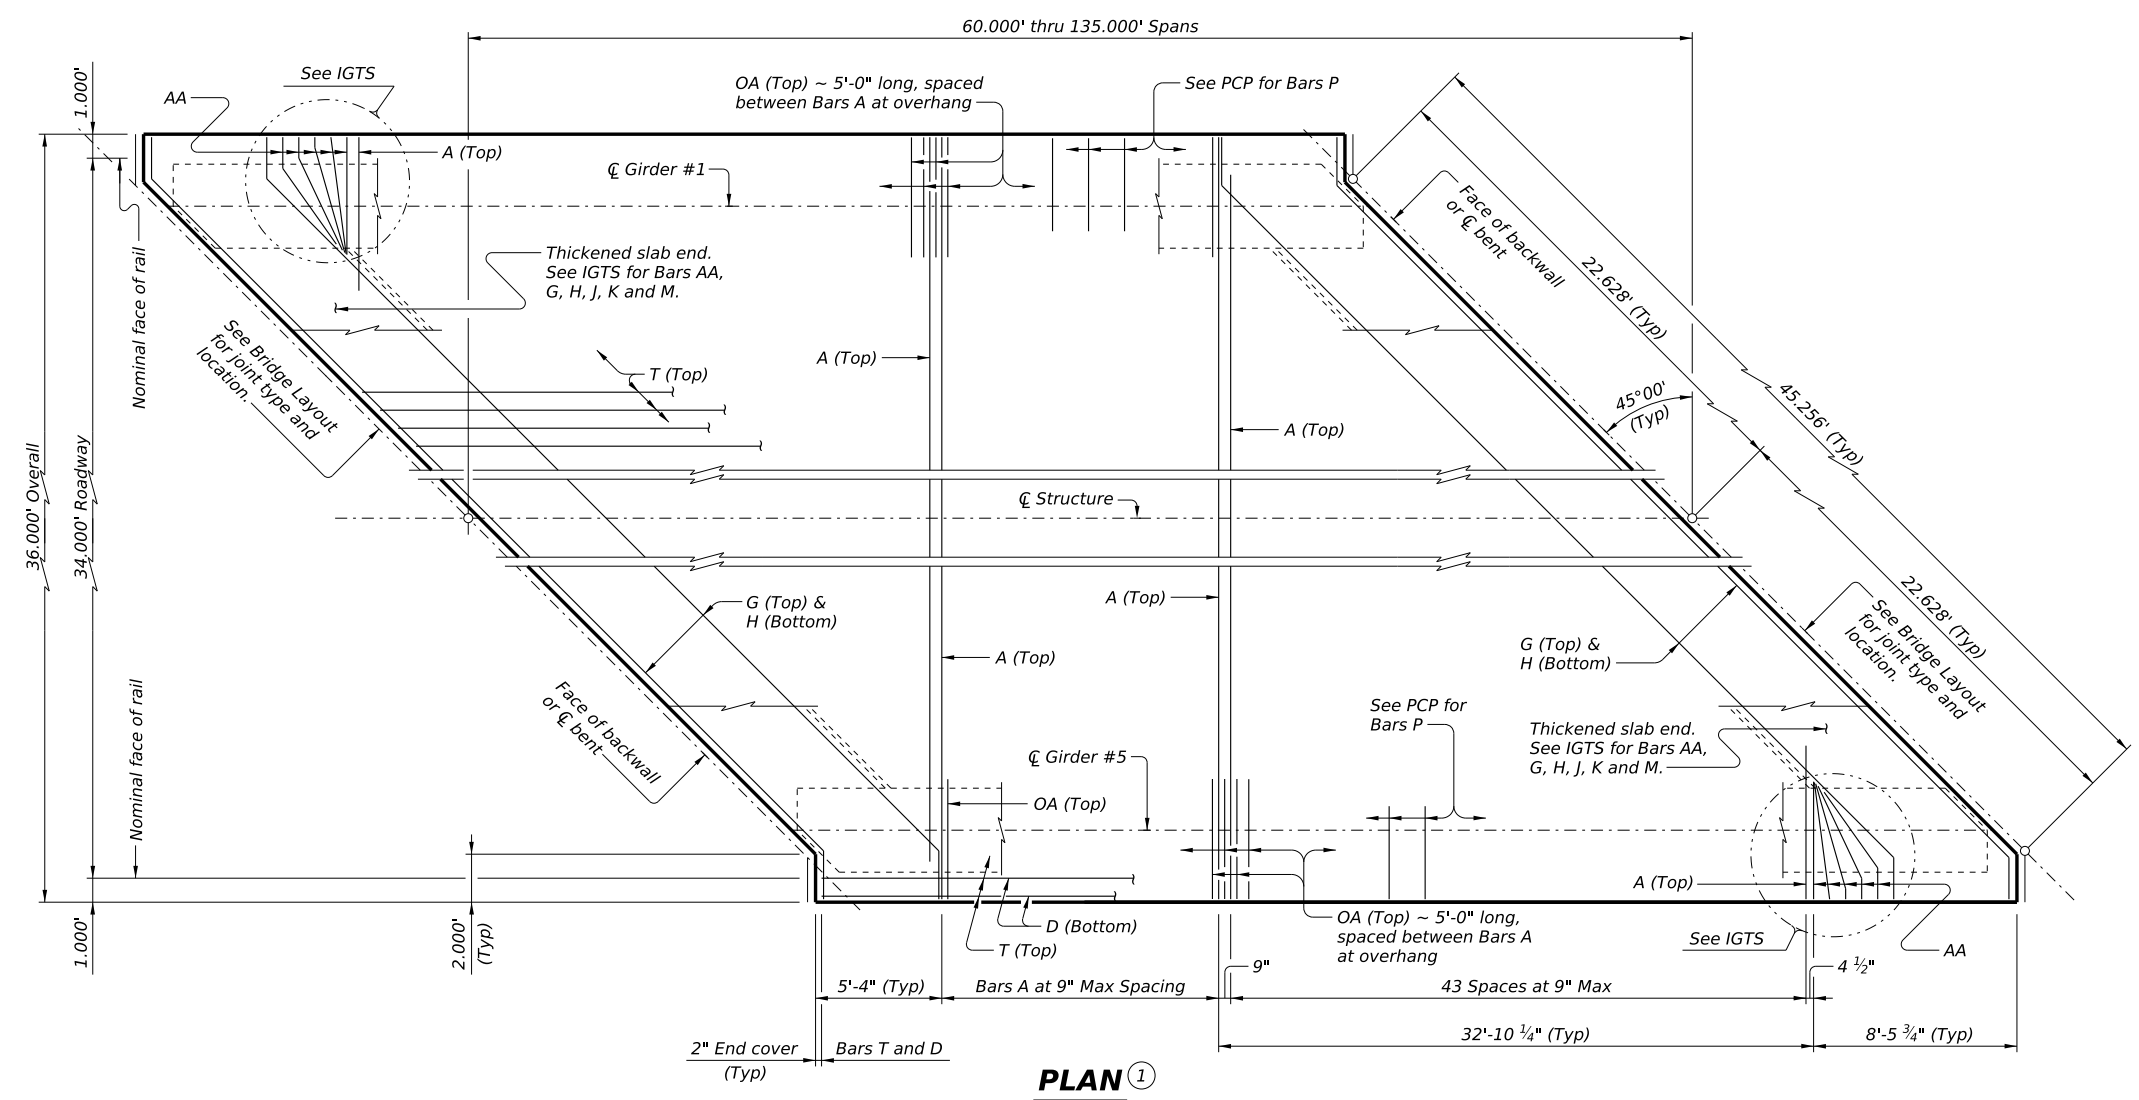 60.000' thru 135.000' Spans
1.000'
See IGTS
AA
OA (Top) ~ 5'-0" long, spaced
between Bars A at overhang
See PCP for Bars P
A (Top)
℄ Girder #1
Nominal face of rail
Thickened slab end.
See IGTS for Bars AA,
G, H, J, K and M.
Face of backwall
or ℄ bent
22.628' (Typ)
45.256' (Typ)
See Bridge Layout
for joint type and
location.
A (Top)
T (Top)
45°00'
(Typ)
A (Top)
36.000' Overall
34.000' Roadway
℄ Structure
G (Top) &
H (Bottom)
A (Top)
A (Top)
G (Top) &
H (Bottom)
22.628' (Typ)
See Bridge Layout
for joint type and
location.
Nominal face of rail
Face of backwall
or ℄ bent
See PCP for
Bars P
℄ Girder #5
Thickened slab end.
See IGTS for Bars AA,
G, H, J, K and M.
OA (Top)
A (Top)
D (Bottom)
T (Top)
OA (Top) ~ 5'-0" long,
spaced between Bars A
at overhang
See IGTS
AA
1.000'
2.000'
(Typ)
9"
4 ½"
5'-4" (Typ)
Bars A at 9" Max Spacing
43 Spaces at 9" Max
32'-10 ¼" (Typ)
8'-5 ¾" (Typ)
2" End cover
(Typ)
Bars T and D
PLAN 1